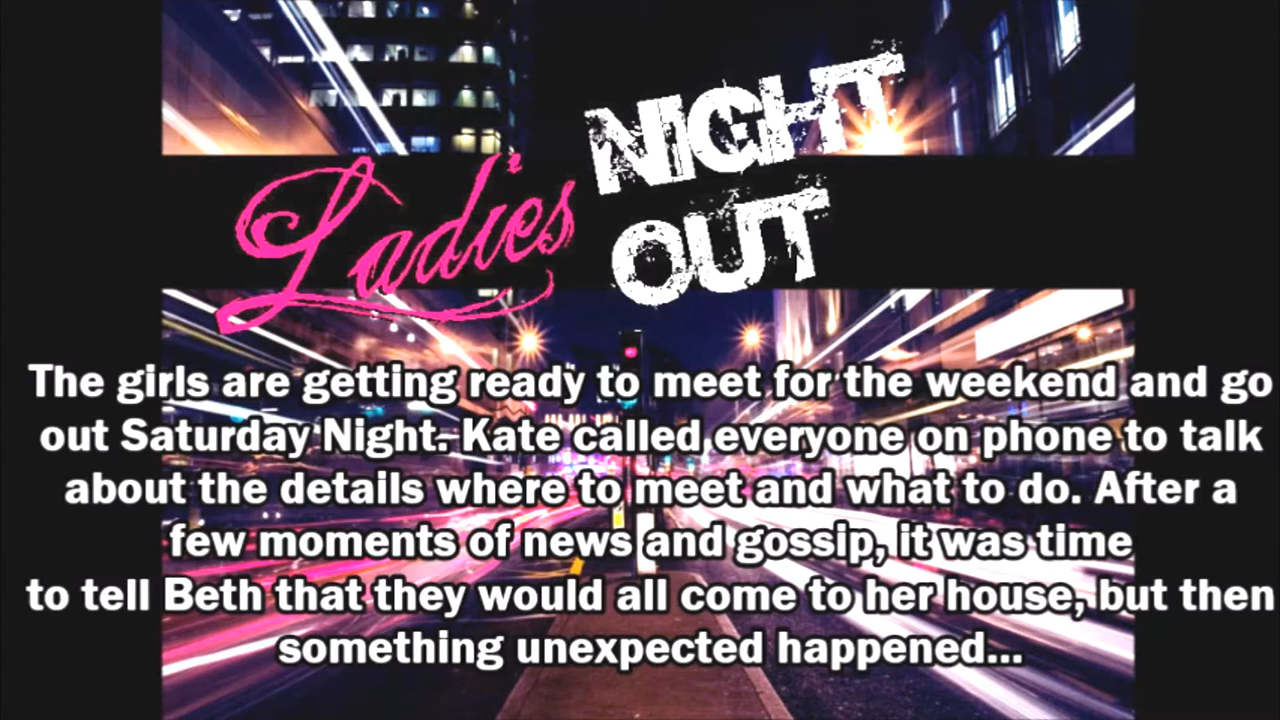 Ladies
NIGHT
OUT
The girls are getting ready to meet for the weekend and go
out Saturday Night. Kate called everyone on phone to talk
about the details where to meet and what to do. After a
few moments of news and gossip, it was time
to tell Beth that they would all come to her house, but then
something unexpected happened...